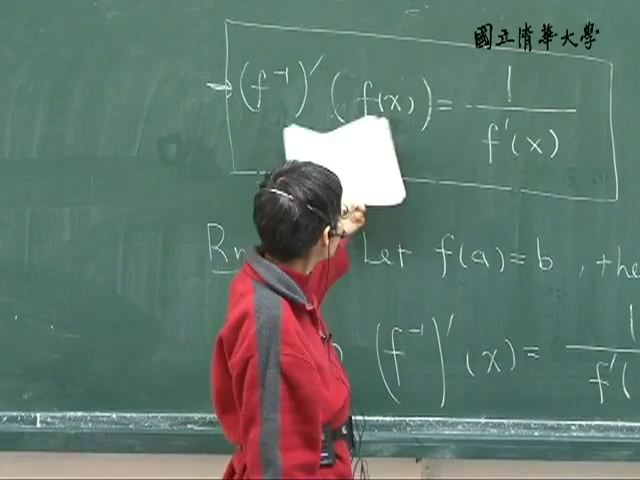 國立清華大學
(f⁻¹)′ ( f(x)) = 1 / f′(x)
Let f(a) = b , the
(f⁻¹)′ (x) = 1 / f′(